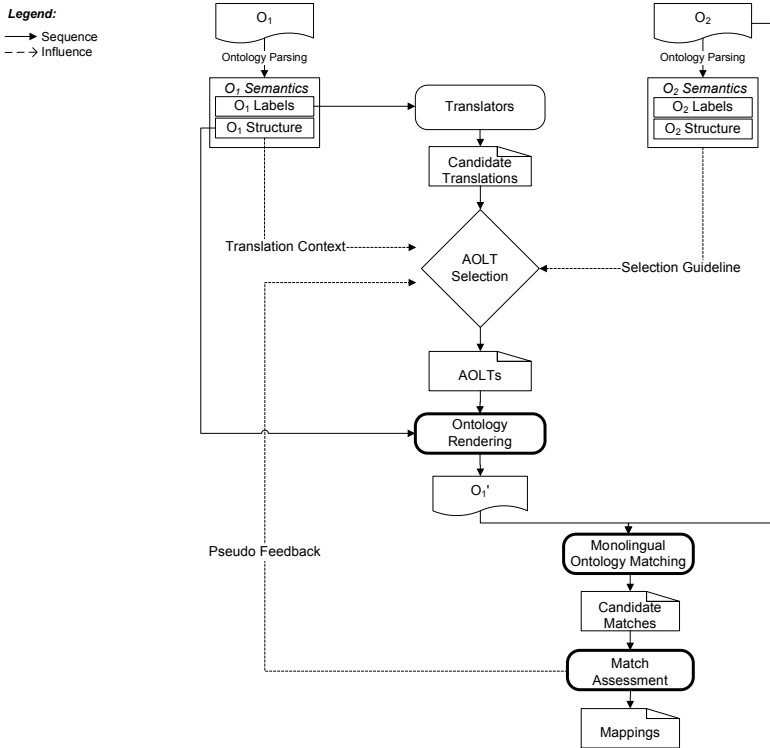 Legend:
Sequence
Influence
O₁
O₂
Ontology Parsing
Ontology Parsing
O₁ Semantics
O₁ Labels
O₁ Structure
Translators
O₂ Semantics
O₂ Labels
O₂ Structure
Candidate
Translations
Translation Context
AOLT
Selection
Selection Guideline
AOLTs
Ontology
Rendering
O₁'
Pseudo Feedback
Monolingual
Ontology Matching
Candidate
Matches
Match
Assessment
Mappings